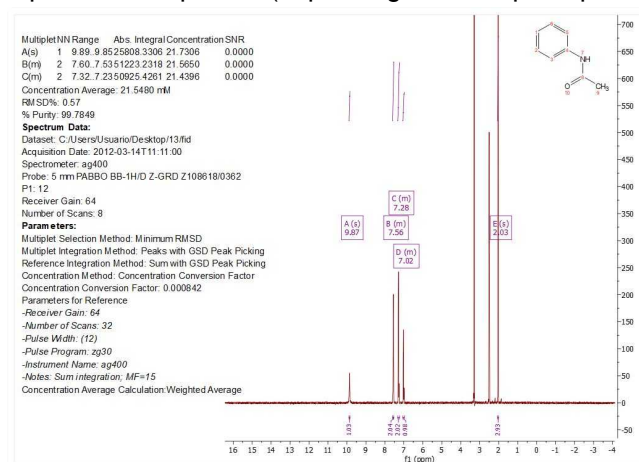 Multiplet NN Range Abs. Integral Concentration SNR
A(s) 1 9.89..9.85 25808.3306 21.7306 0.0000
B(m) 2 7.60..7.53 51223.2318 21.5650 0.0000
C(m) 2 7.32..7.23 50925.4261 21.4396 0.0000
Concentration Average: 21.5480 mM
RMSD%: 0.57
% Purity: 99.7849
Spectrum Data:
Dataset: C:/Users/Usuario/Desktop/13/fid
Acquisition Date: 2012-03-14T11:11:00
Spectrometer: ag400
Probe: 5 mm PABBO BB-1H/D Z-GRD Z108618/0362
P1: 12
Receiver Gain: 64
Number of Scans: 8
Parameters:
Multiplet Selection Method: Minimum RMSD
Multiplet Integration Method: Peaks with GSD Peak Picking
Reference Integration Method: Sum with GSD Peak Picking
Concentration Method: Concentration Conversion Factor
Concentration Conversion Factor: 0.000842
Parameters for Reference
-Receiver Gain: 64
-Number of Scans: 32
-Pulse Width: (12)
-Pulse Program: zg30
-Instrument Name: ag400
-Notes: Sum integration; MF=15
Concentration Average Calculation: Weighted Average
NH
O
CH₃
C (m)
7.28
A (s)
9.87
B (m)
7.56
E (s)
2.03
D (m)
7.02
700
650
600
550
500
450
400
350
300
250
200
150
100
50
0
-50
1.03
2.04
2.02
0.98
2.93
16 15 14 13 12 11 10 9 8 7 6 5 4 3 2 1 0 -1 -2 -3 -4
f1 (ppm)